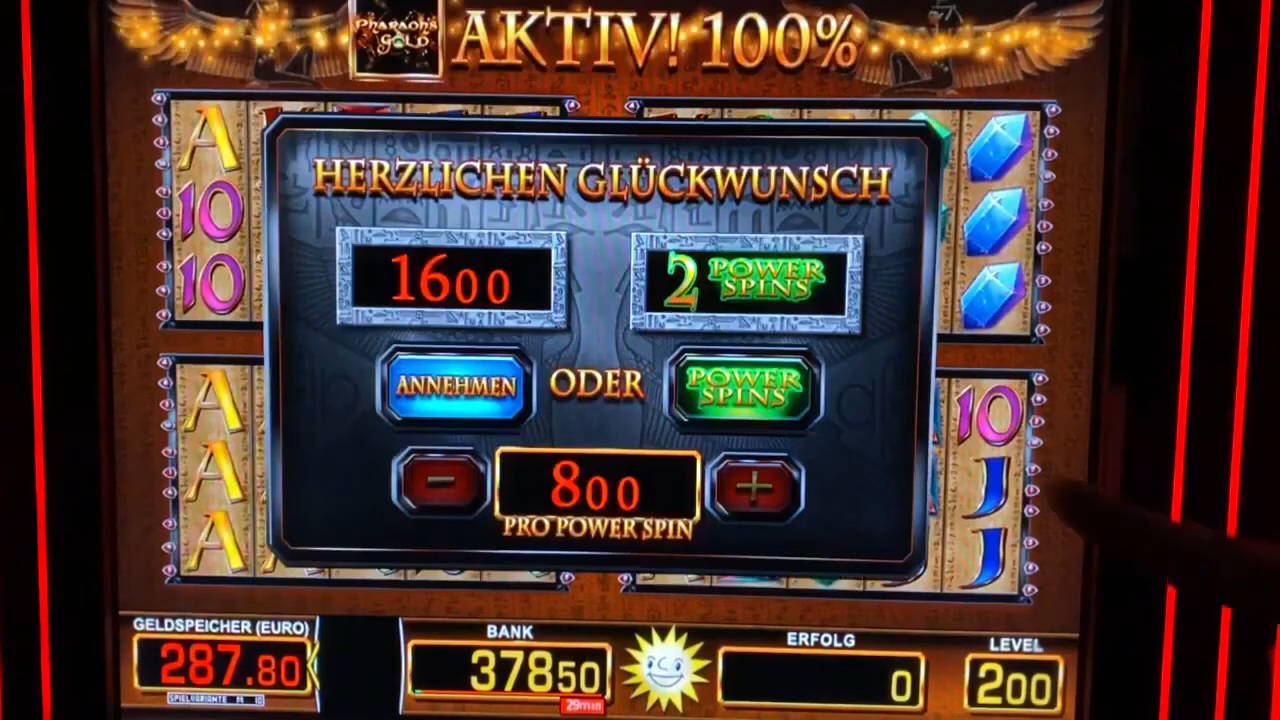 PHARAOH'S
GOLD
AKTIV! 100%
A
10
10
HERZLICHEN GLÜCKWUNSCH
1600
2 POWER
SPINS
ANNEHMEN
ODER
POWER
SPINS
A
A
A
-
800
+
PRO POWER SPIN
10
J
J
GELDSPEICHER (EURO)
287.80
BANK
37850
29min
ERFOLG
0
LEVEL
200
SPIELVARIANTE